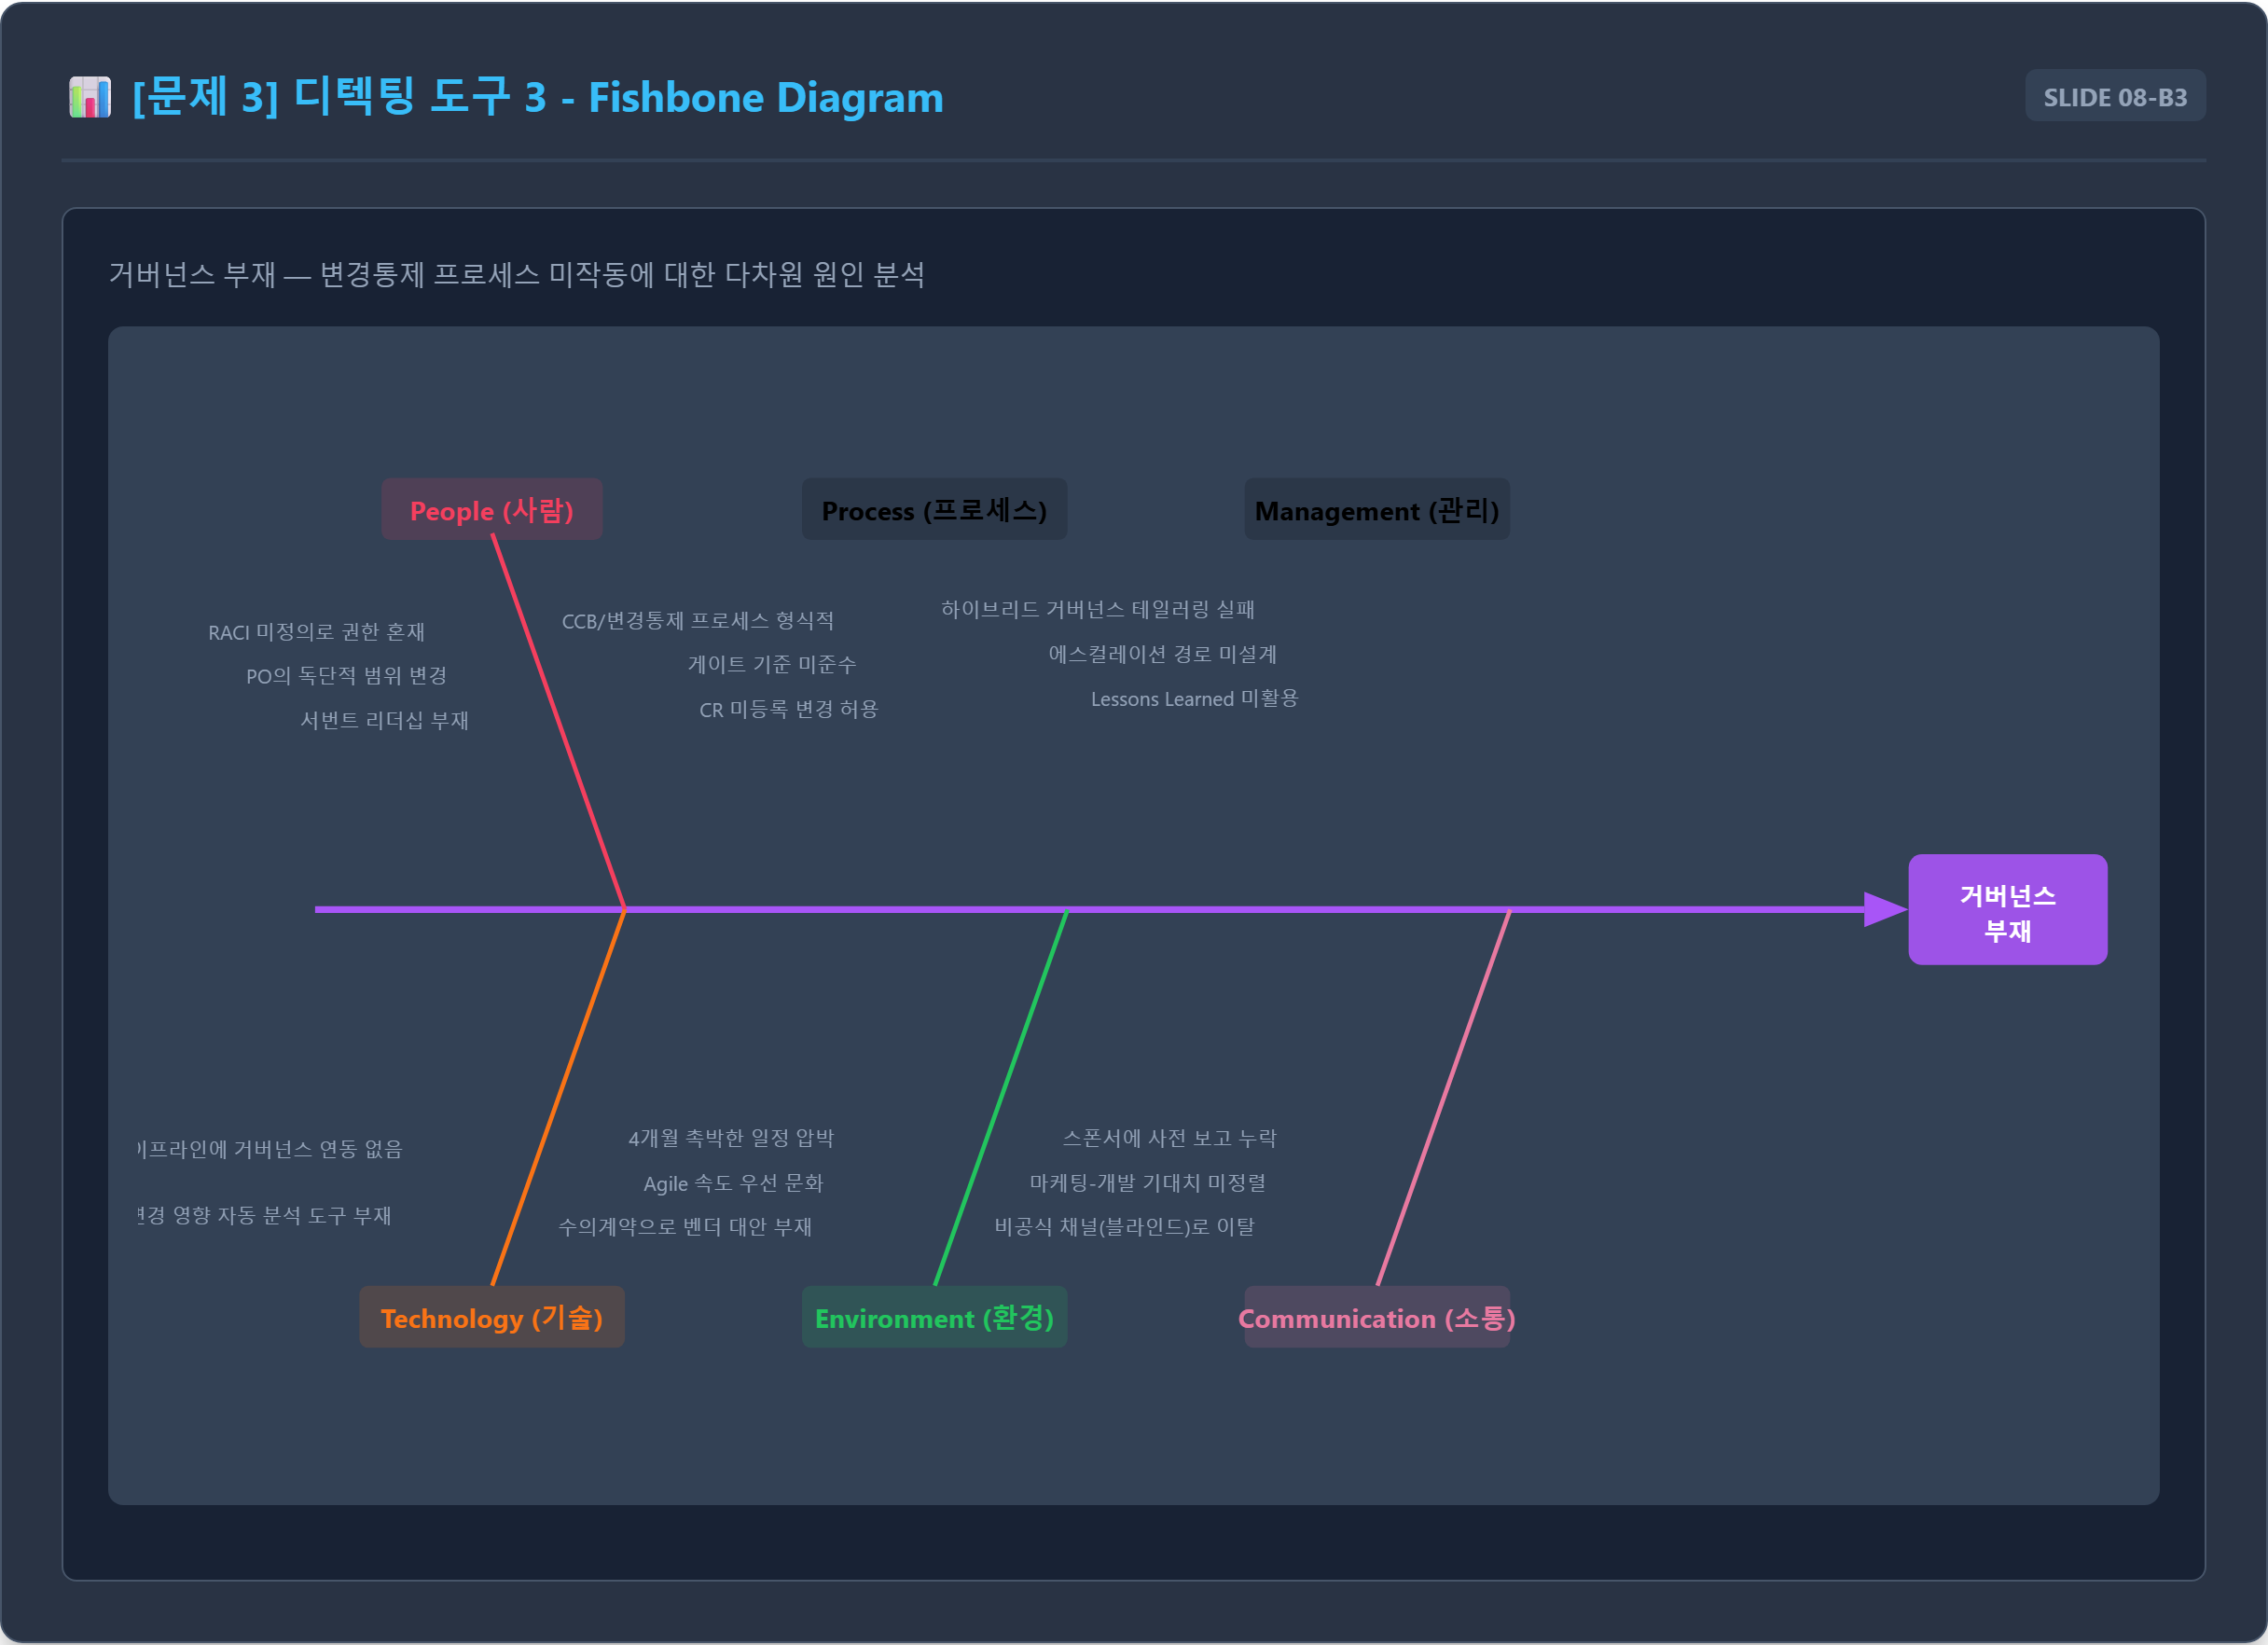 [문제 3] 디텍팅 도구 3 - Fishbone Diagram
SLIDE 08-B3
거버넌스 부재 — 변경통제 프로세스 미작동에 대한 다차원 원인 분석
People (사람)
Process (프로세스)
Management (관리)
RACI 미정의로 권한 혼재
PO의 독단적 범위 변경
서번트 리더십 부재
CCB/변경통제 프로세스 형식적
게이트 기준 미준수
CR 미등록 변경 허용
하이브리드 거버넌스 테일러링 실패
에스컬레이션 경로 미설계
Lessons Learned 미활용
거버넌스
부재
거버넌스 연동 없음
영향 자동 분석 도구 부재
4개월 촉박한 일정 압박
Agile 속도 우선 문화
수의계약으로 벤더 대안 부재
스폰서에 사전 보고 누락
마케팅-개발 기대치 미정렬
비공식 채널(블라인드)로 이탈
Technology (기술)
Environment (환경)
Communication (소통)